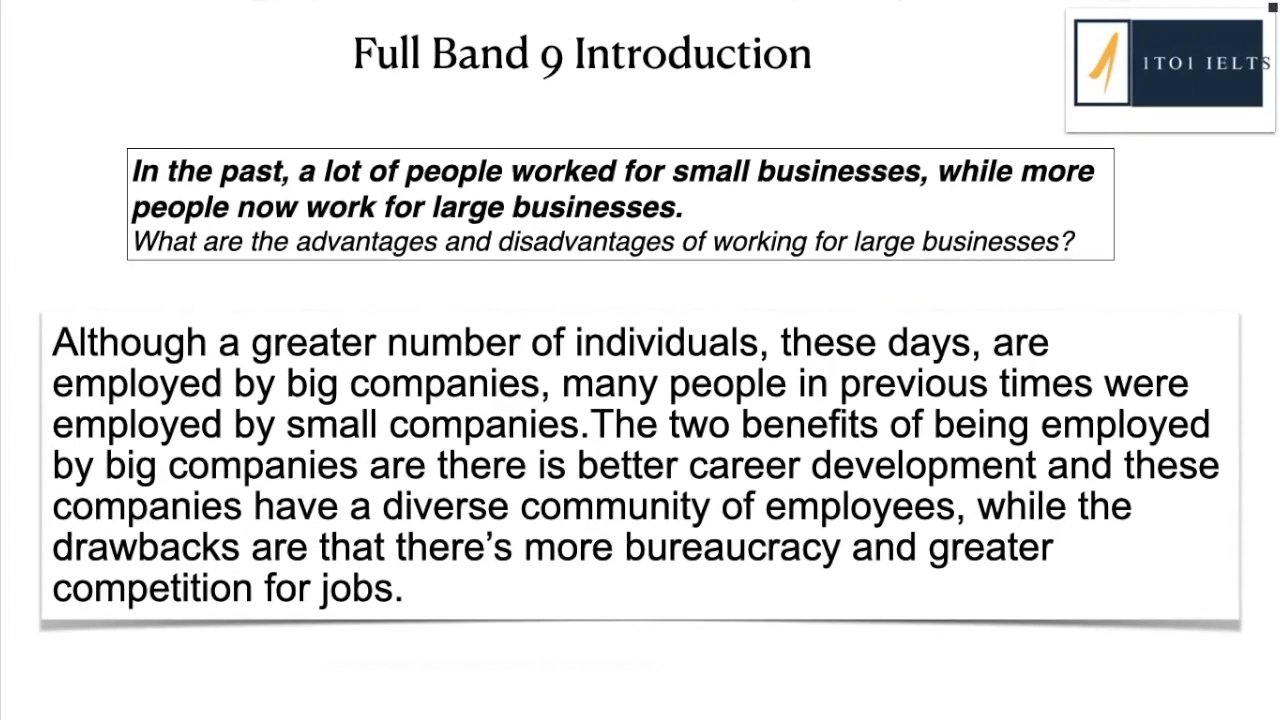 Full Band 9 Introduction
1TO1 IELTS
In the past, a lot of people worked for small businesses, while more
people now work for large businesses.
What are the advantages and disadvantages of working for large businesses?
Although a greater number of individuals, these days, are
employed by big companies, many people in previous times were
employed by small companies.The two benefits of being employed
by big companies are there is better career development and these
companies have a diverse community of employees, while the
drawbacks are that there’s more bureaucracy and greater
competition for jobs.